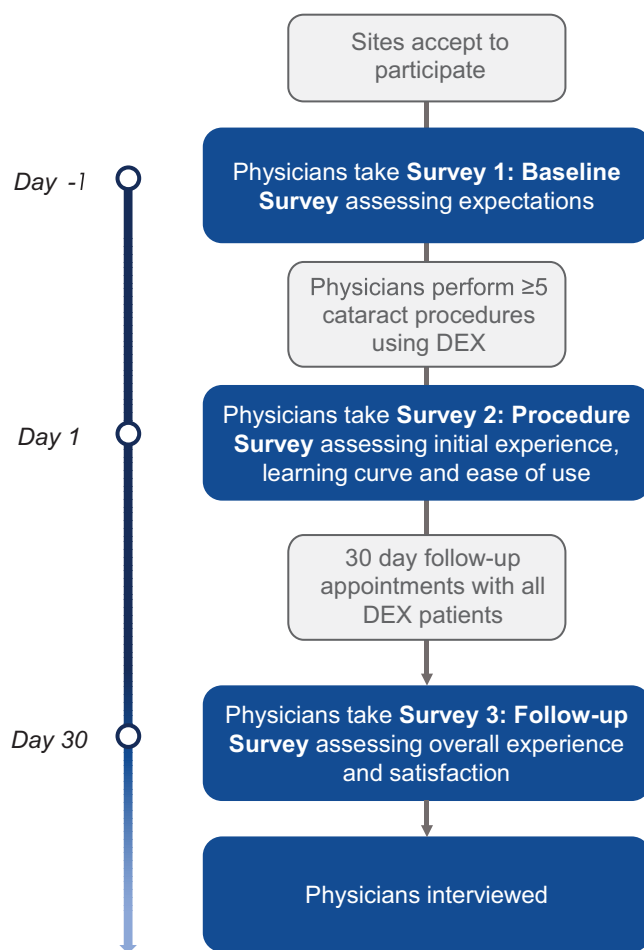 Sites accept to
participate
Day -1
Physicians take Survey 1: Baseline
Survey assessing expectations
Physicians perform ≥5
cataract procedures
using DEX
Day 1
Physicians take Survey 2: Procedure
Survey assessing initial experience,
learning curve and ease of use
30 day follow-up
appointments with all
DEX patients
Day 30
Physicians take Survey 3: Follow-up
Survey assessing overall experience
and satisfaction
Physicians interviewed